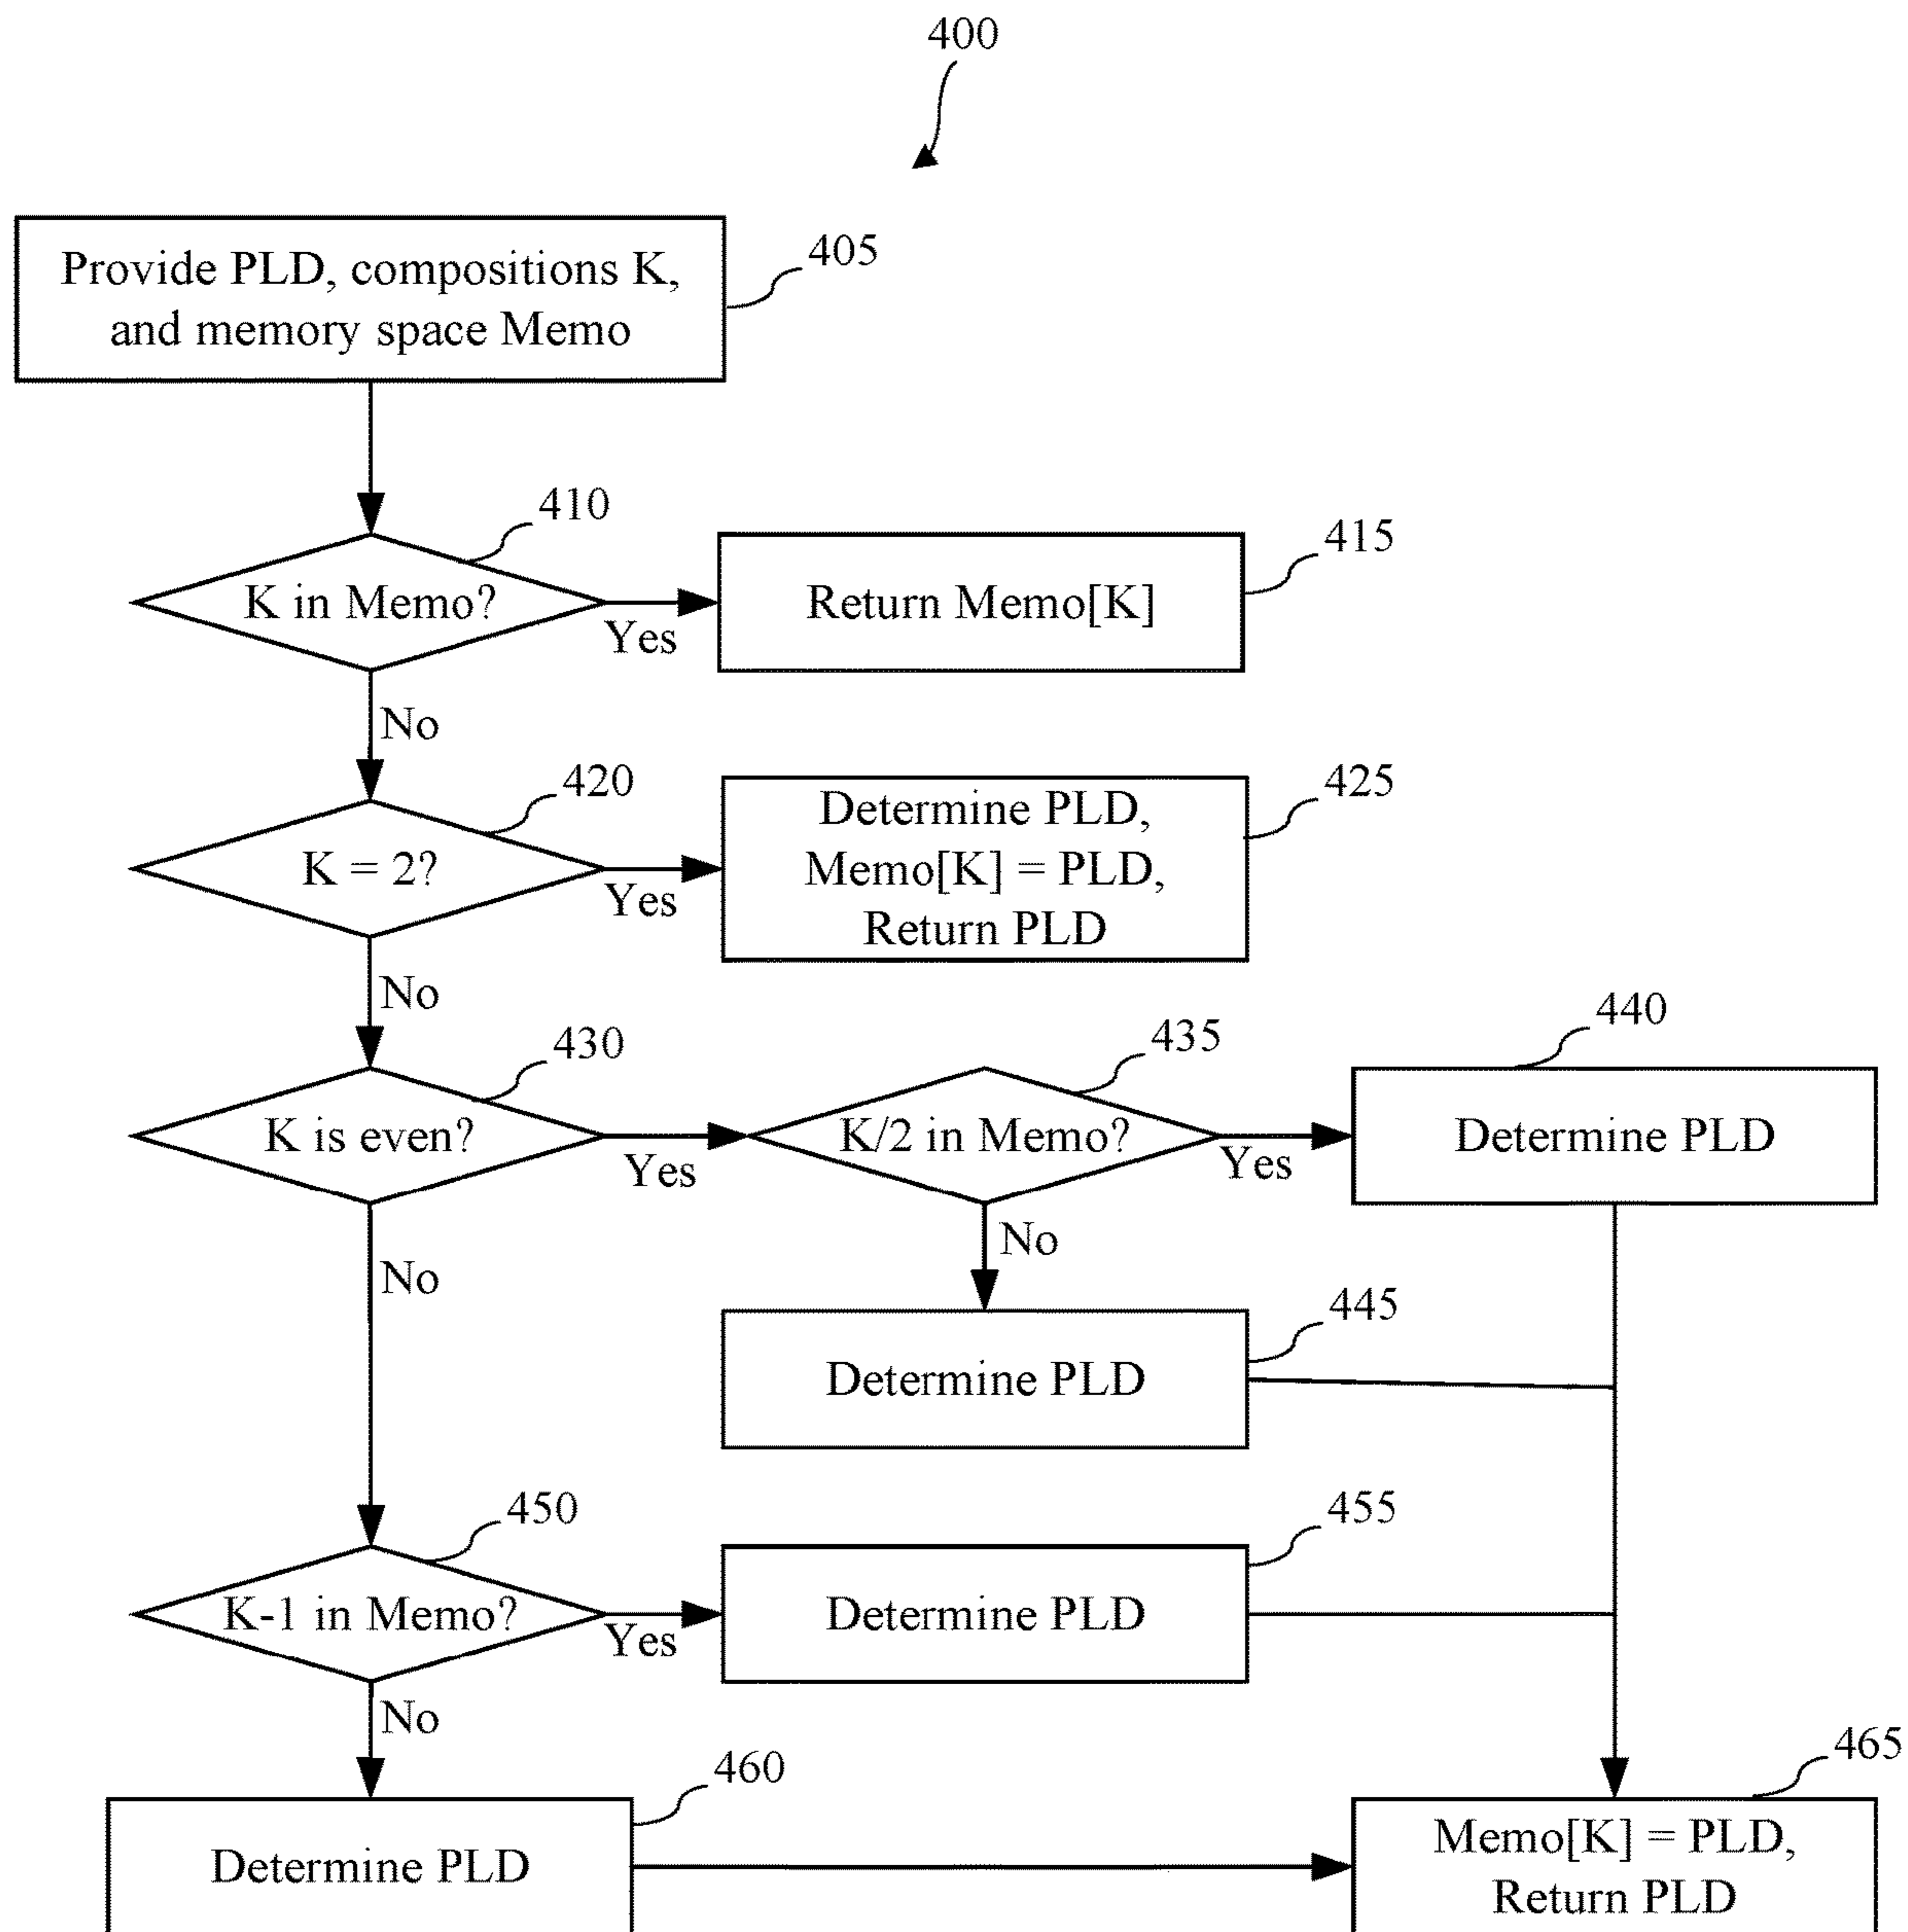 400
Provide PLD, compositions K,
and memory space Memo
405
410
K in Memo?
Yes
Return Memo[K]
415
No
420
K = 2?
Yes
Determine PLD,
Memo[K] = PLD,
Return PLD
425
No
430
K is even?
Yes
435
K/2 in Memo?
Yes
440
Determine PLD
No
No
445
Determine PLD
450
K-1 in Memo?
Yes
455
Determine PLD
No
460
Determine PLD
465
Memo[K] = PLD,
Return PLD